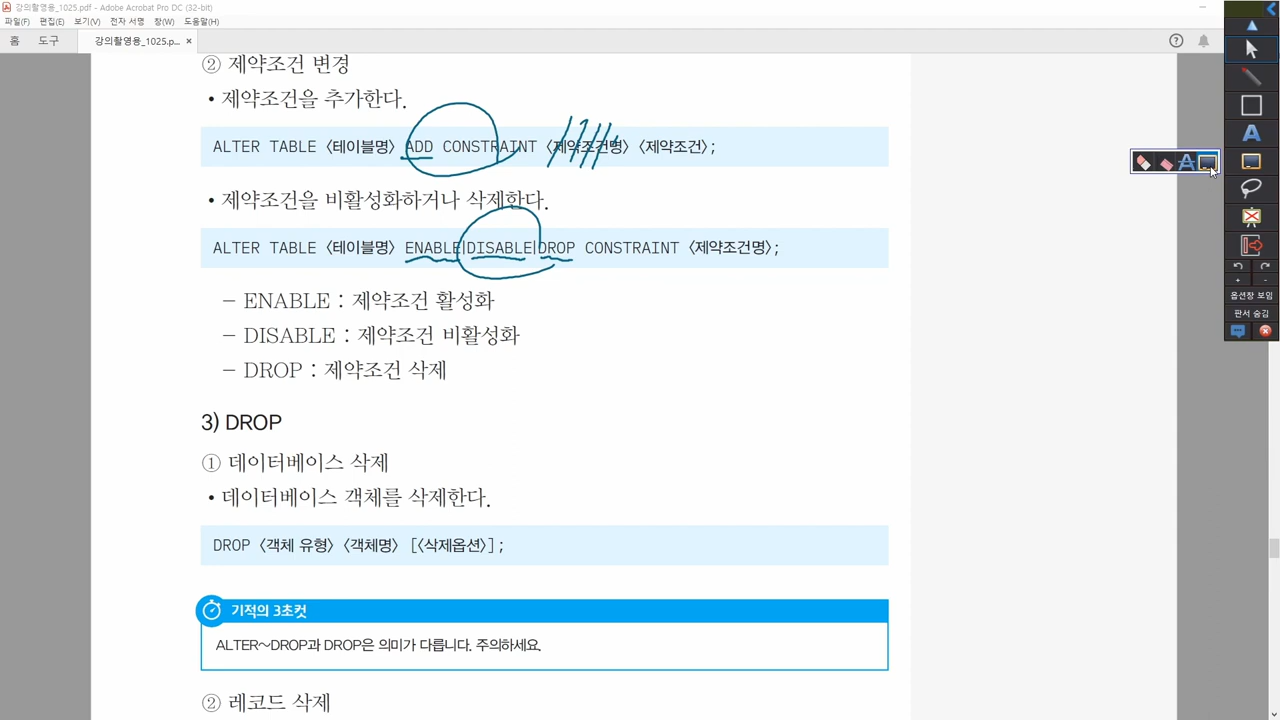 강의촬영용_1025.pdf - Adobe Acrobat Pro DC (32-bit)
파일(F) 편집(E) 보기(V) 전자 서명 창(W) 도움말(H)
홈 도구 강의촬영용_1025.p... ×
② 제약조건 변경
• 제약조건을 추가한다.
ALTER TABLE 〈테이블명〉 ADD CONSTRAINT 〈제약조건명〉 〈제약조건〉;
• 제약조건을 비활성화하거나 삭제한다.
ALTER TABLE 〈테이블명〉 ENABLE|DISABLE|DROP CONSTRAINT 〈제약조건명〉;
– ENABLE : 제약조건 활성화
– DISABLE : 제약조건 비활성화
– DROP : 제약조건 삭제
3) DROP
① 데이터베이스 삭제
• 데이터베이스 객체를 삭제한다.
DROP 〈객체 유형〉 〈객체명〉 [〈삭제옵션〉];
기적의 3초컷
ALTER~DROP과 DROP은 의미가 다릅니다. 주의하세요.
② 레코드 삭제
옵션창 보임
판서 숨김